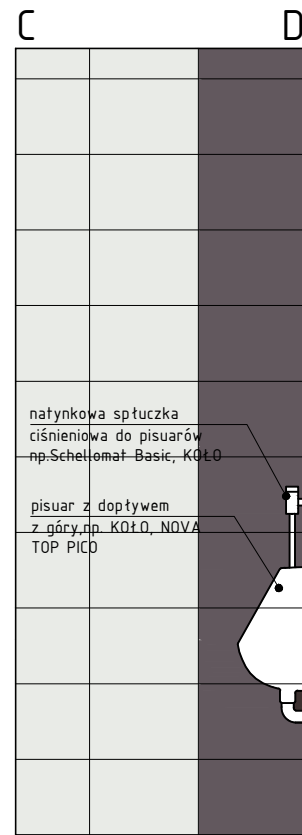 C D
natynkowa spłuczka
ciśnieniowa do pisuarów
np.Schellomat Basic, KOŁO
pisuar z dopływem
z góry,np. KOŁO, NOVA
TOP PICO